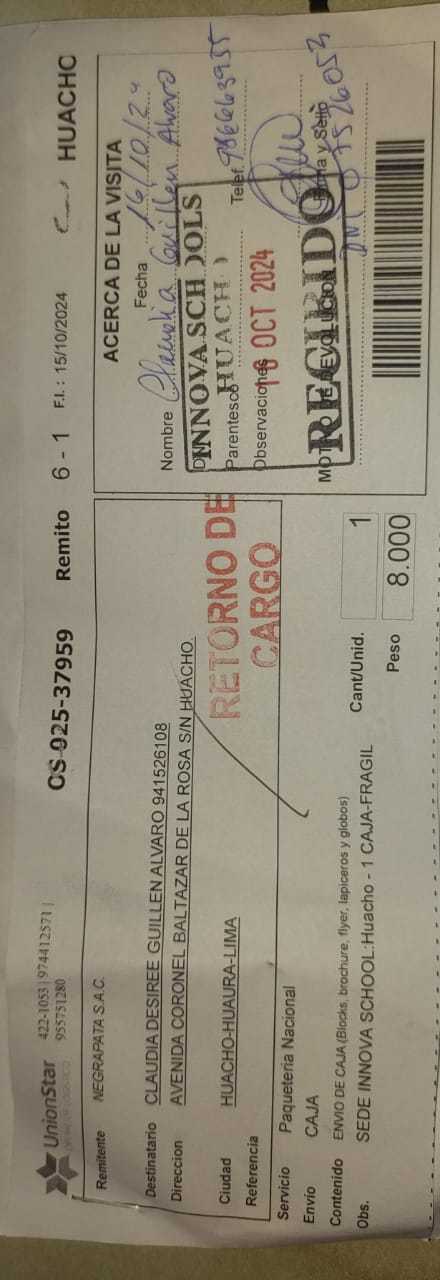 UnionStar
422-1053 | 974412571 |
955751280
CS-025-37959 Remito 6 - 1 F.I. : 15/10/2024 HUACHO
Remitente NEGRAPATA S.A.C.
Destinatario CLAUDIA DESIREE GUILLEN ALVARO 941526108
Direccion AVENIDA CORONEL BALTAZAR DE LA ROSA S/N HUACHO
Ciudad HUACHO-HUAURA-LIMA
Referencia
RETORNO DE
CARGO
Servicio Paqueteria Nacional
Envio CAJA
Contenido ENVIO DE CAJA (Blocks, brochure, flyer, lapiceros y globos)
Obs. SEDE INNOVA SCHOOL:Huacho - 1 CAJA-FRAGIL
Cant/Unid. 1
Peso 8.000
ACERCA DE LA VISITA
Fecha 16/10/24
Nombre Claudia Guillen Alvaro
INNOVA SCHOOLS
HUACHO
Parentesco Telef 986663955
Observaciones
16 OCT 2024
RECIBIDO
Firma y Sello
MOTIVO DE DEVOLUCION
DNI 07526053